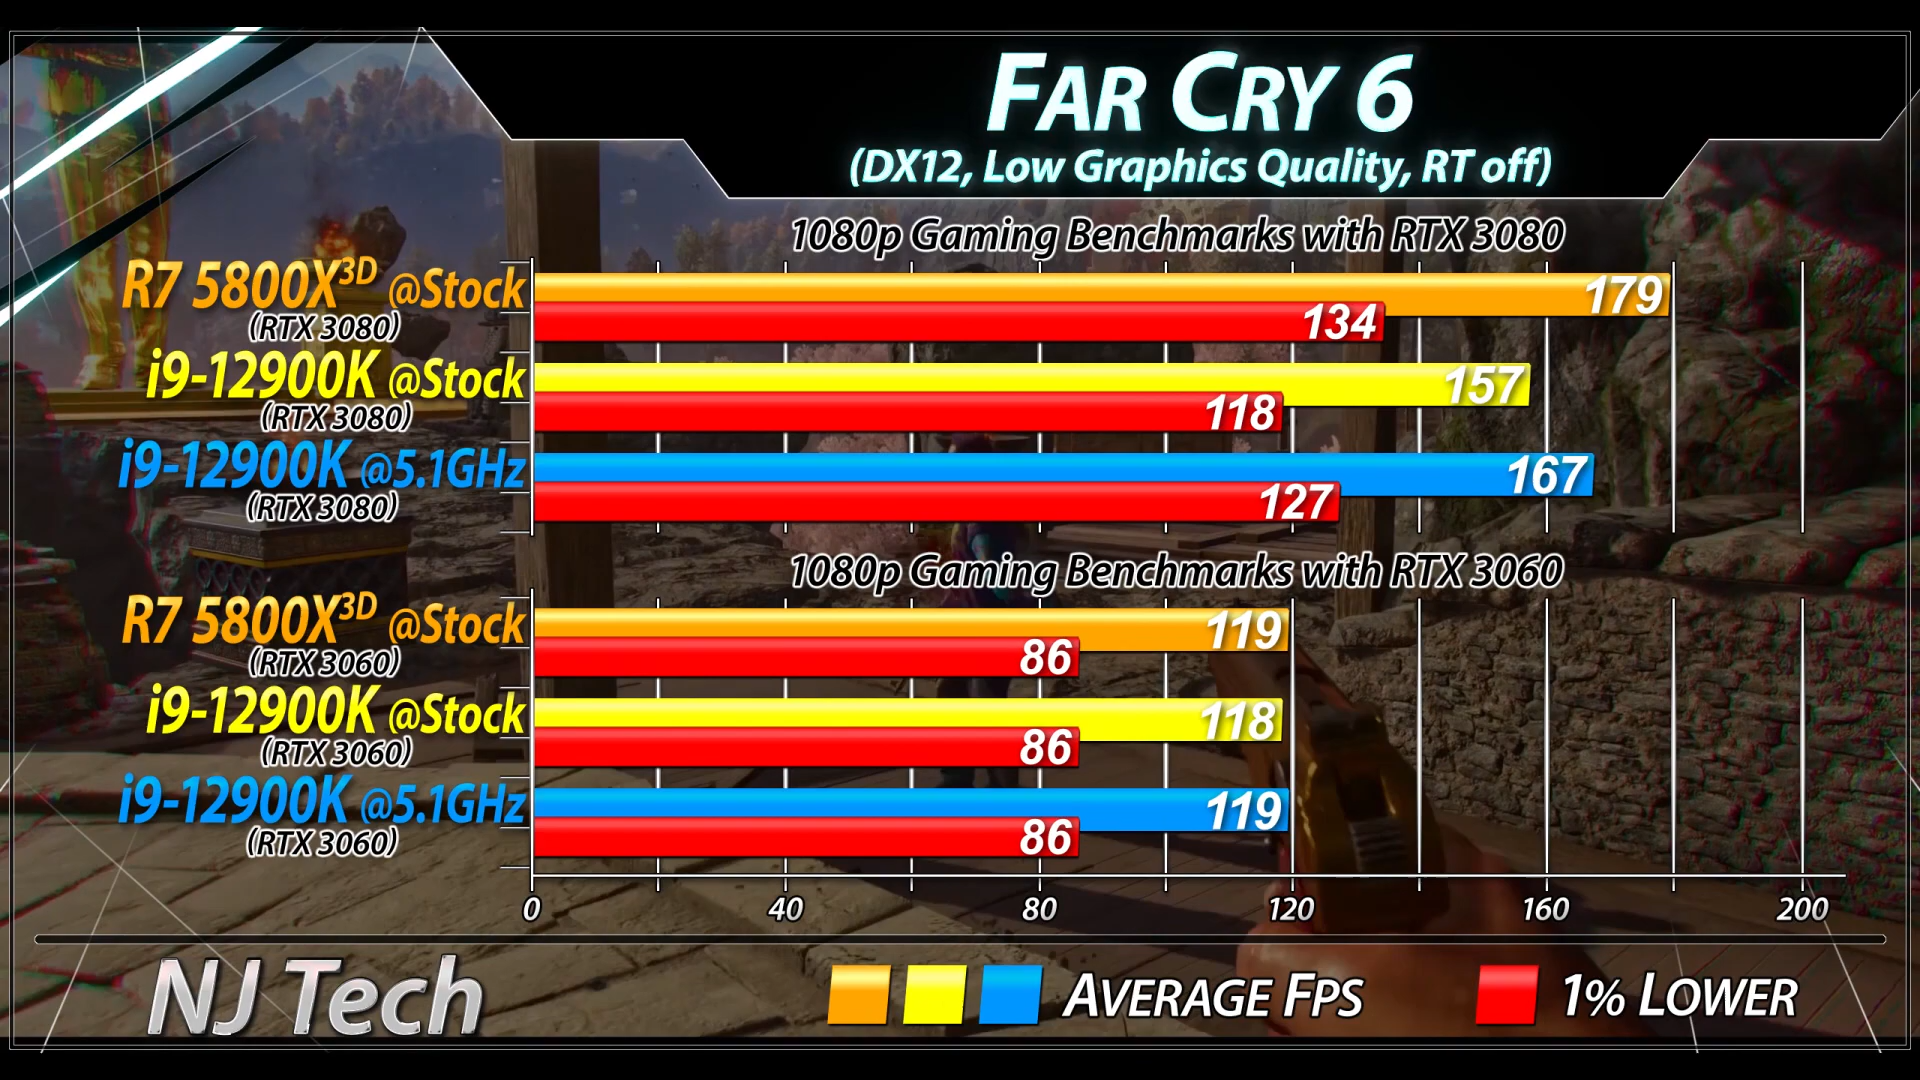 FAR CRY 6
(DX12, Low Graphics Quality, RT off)
1080p Gaming Benchmarks with RTX 3080
R7 5800X3D @Stock
(RTX 3080)
179
134
i9-12900K @Stock
(RTX 3080)
157
118
i9-12900K @5.1GHz
(RTX 3080)
167
127
1080p Gaming Benchmarks with RTX 3060
R7 5800X3D @Stock
(RTX 3060)
119
86
i9-12900K @Stock
(RTX 3060)
118
86
i9-12900K @5.1GHz
(RTX 3060)
119
86
0 40 80 120 160 200
NJ Tech
AVERAGE FPS
1% LOWER